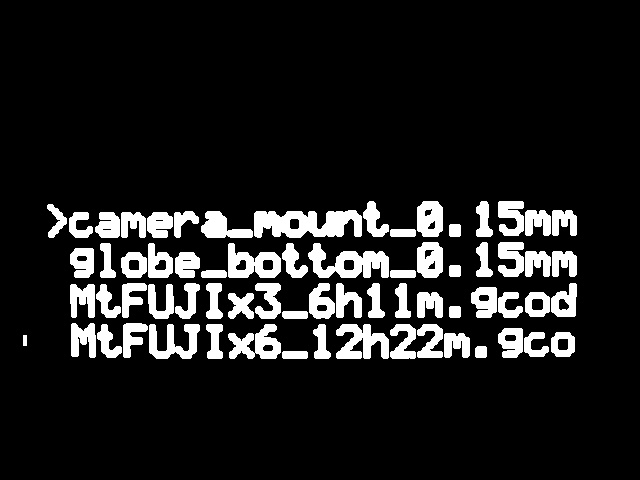 >camera_mount_0.15mm
globe_bottom_0.15mm
MtFUJIx3_6h11m.gcod
MtFUJIx6_12h22m.gco